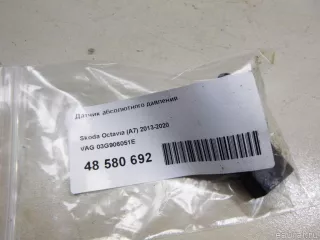 Датчик абсолютного давления
Skoda Octavia (A7) 2013-2020
VAG 03G906051E
48 580 692